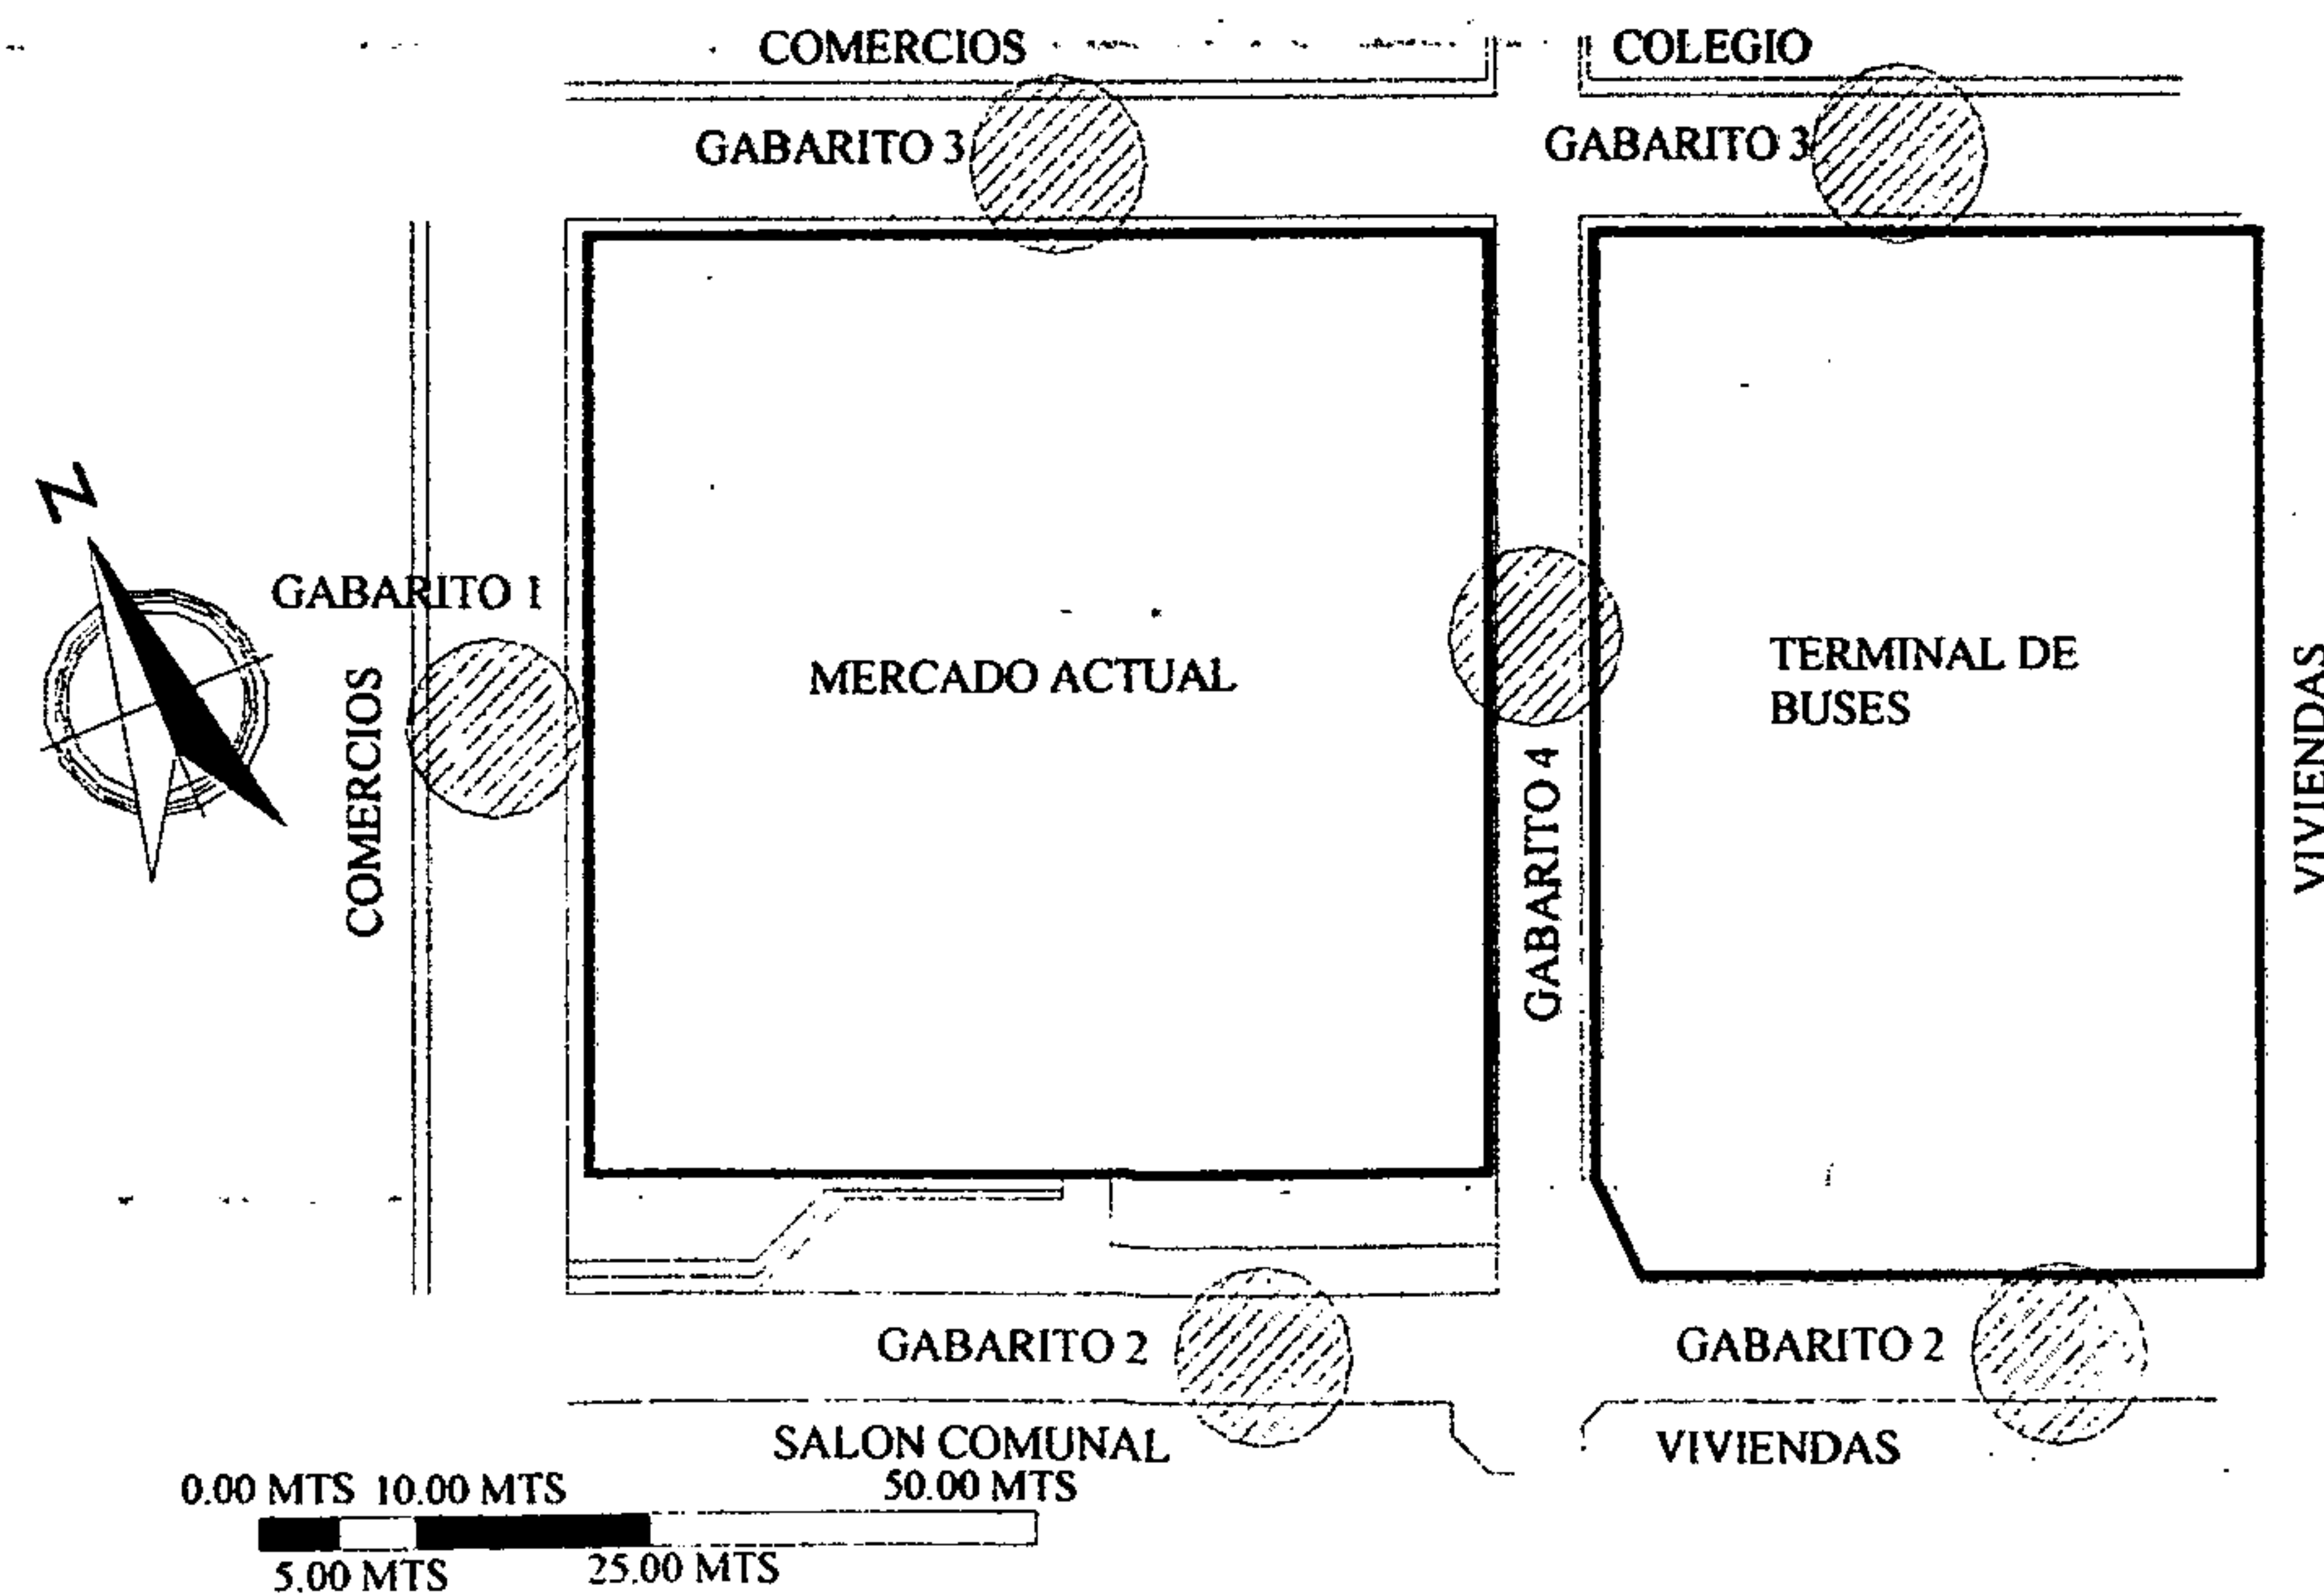 COMERCIOS
COLEGIO
GABARITO 3
GABARITO 3
N
GABARITO 1
COMERCIOS
MERCADO ACTUAL
GABARITO 4
TERMINAL DE
BUSES
VIVIENDAS
GABARITO 2
GABARITO 2
SALON COMUNAL
VIVIENDAS
0.00 MTS 10.00 MTS 50.00 MTS
5.00 MTS 25.00 MTS